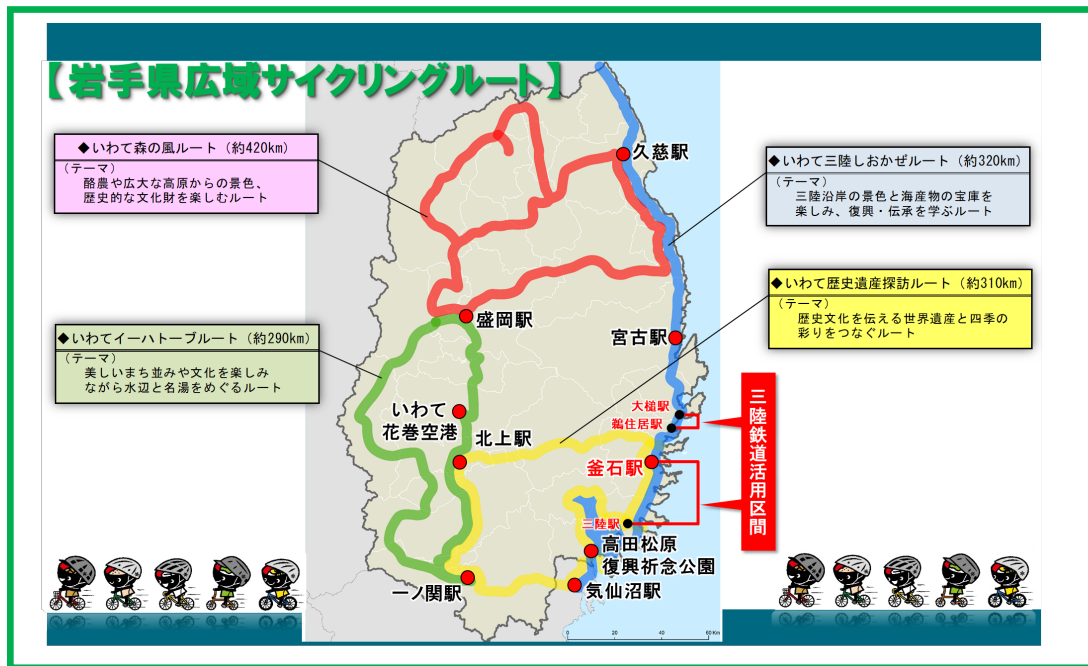 【岩手県広域サイクリングルート】
◆いわて森の風ルート（約420km）
（テーマ）
酪農や広大な高原からの景色、
歴史的な文化財を楽しむルート
久慈駅
◆いわて三陸しおかぜルート（約320km）
（テーマ）
三陸沿岸の景色と海産物の宝庫を
楽しみ、復興・伝承を学ぶルート
◆いわて歴史遺産探訪ルート（約310km）
（テーマ）
歴史文化を伝える世界遺産と四季の
彩りをつなぐルート
盛岡駅
宮古駅
◆いわてイーハトーブルート（約290km）
（テーマ）
美しいまち並みや文化を楽しみ
ながら水辺と名湯をめぐるルート
大槌駅
鵜住居駅
三陸鉄道活用区間
いわて
花巻空港
北上駅
釜石駅
三陸駅
高田松原
復興祈念公園
一ノ関駅
気仙沼駅
0 20 40 60 Km